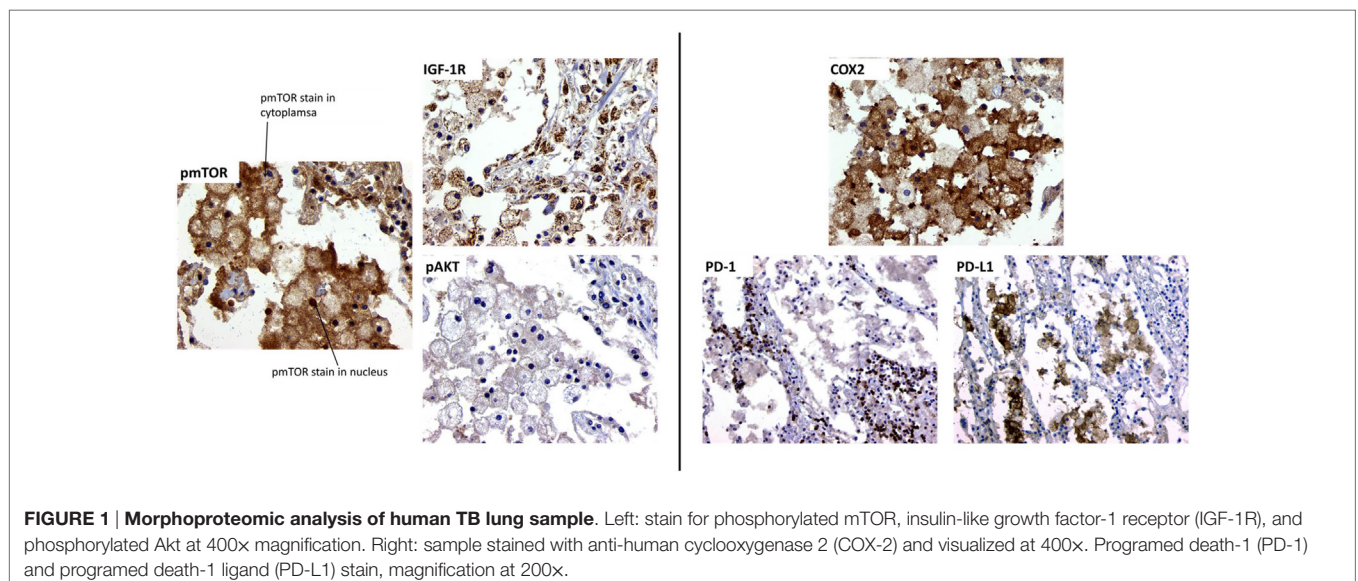 IGF-1R
COX2
pmTOR stain in
cytoplamsa
pmTOR
pAKT
PD-1
PD-L1
pmTOR stain in nucleus
FIGURE 1 | Morphoproteomic analysis of human TB lung sample. Left: stain for phosphorylated mTOR, insulin-like growth factor-1 receptor (IGF-1R), and
phosphorylated Akt at 400× magnification. Right: sample stained with anti-human cyclooxygenase 2 (COX-2) and visualized at 400×. Programed death-1 (PD-1)
and programed death-1 ligand (PD-L1) stain, magnification at 200×.